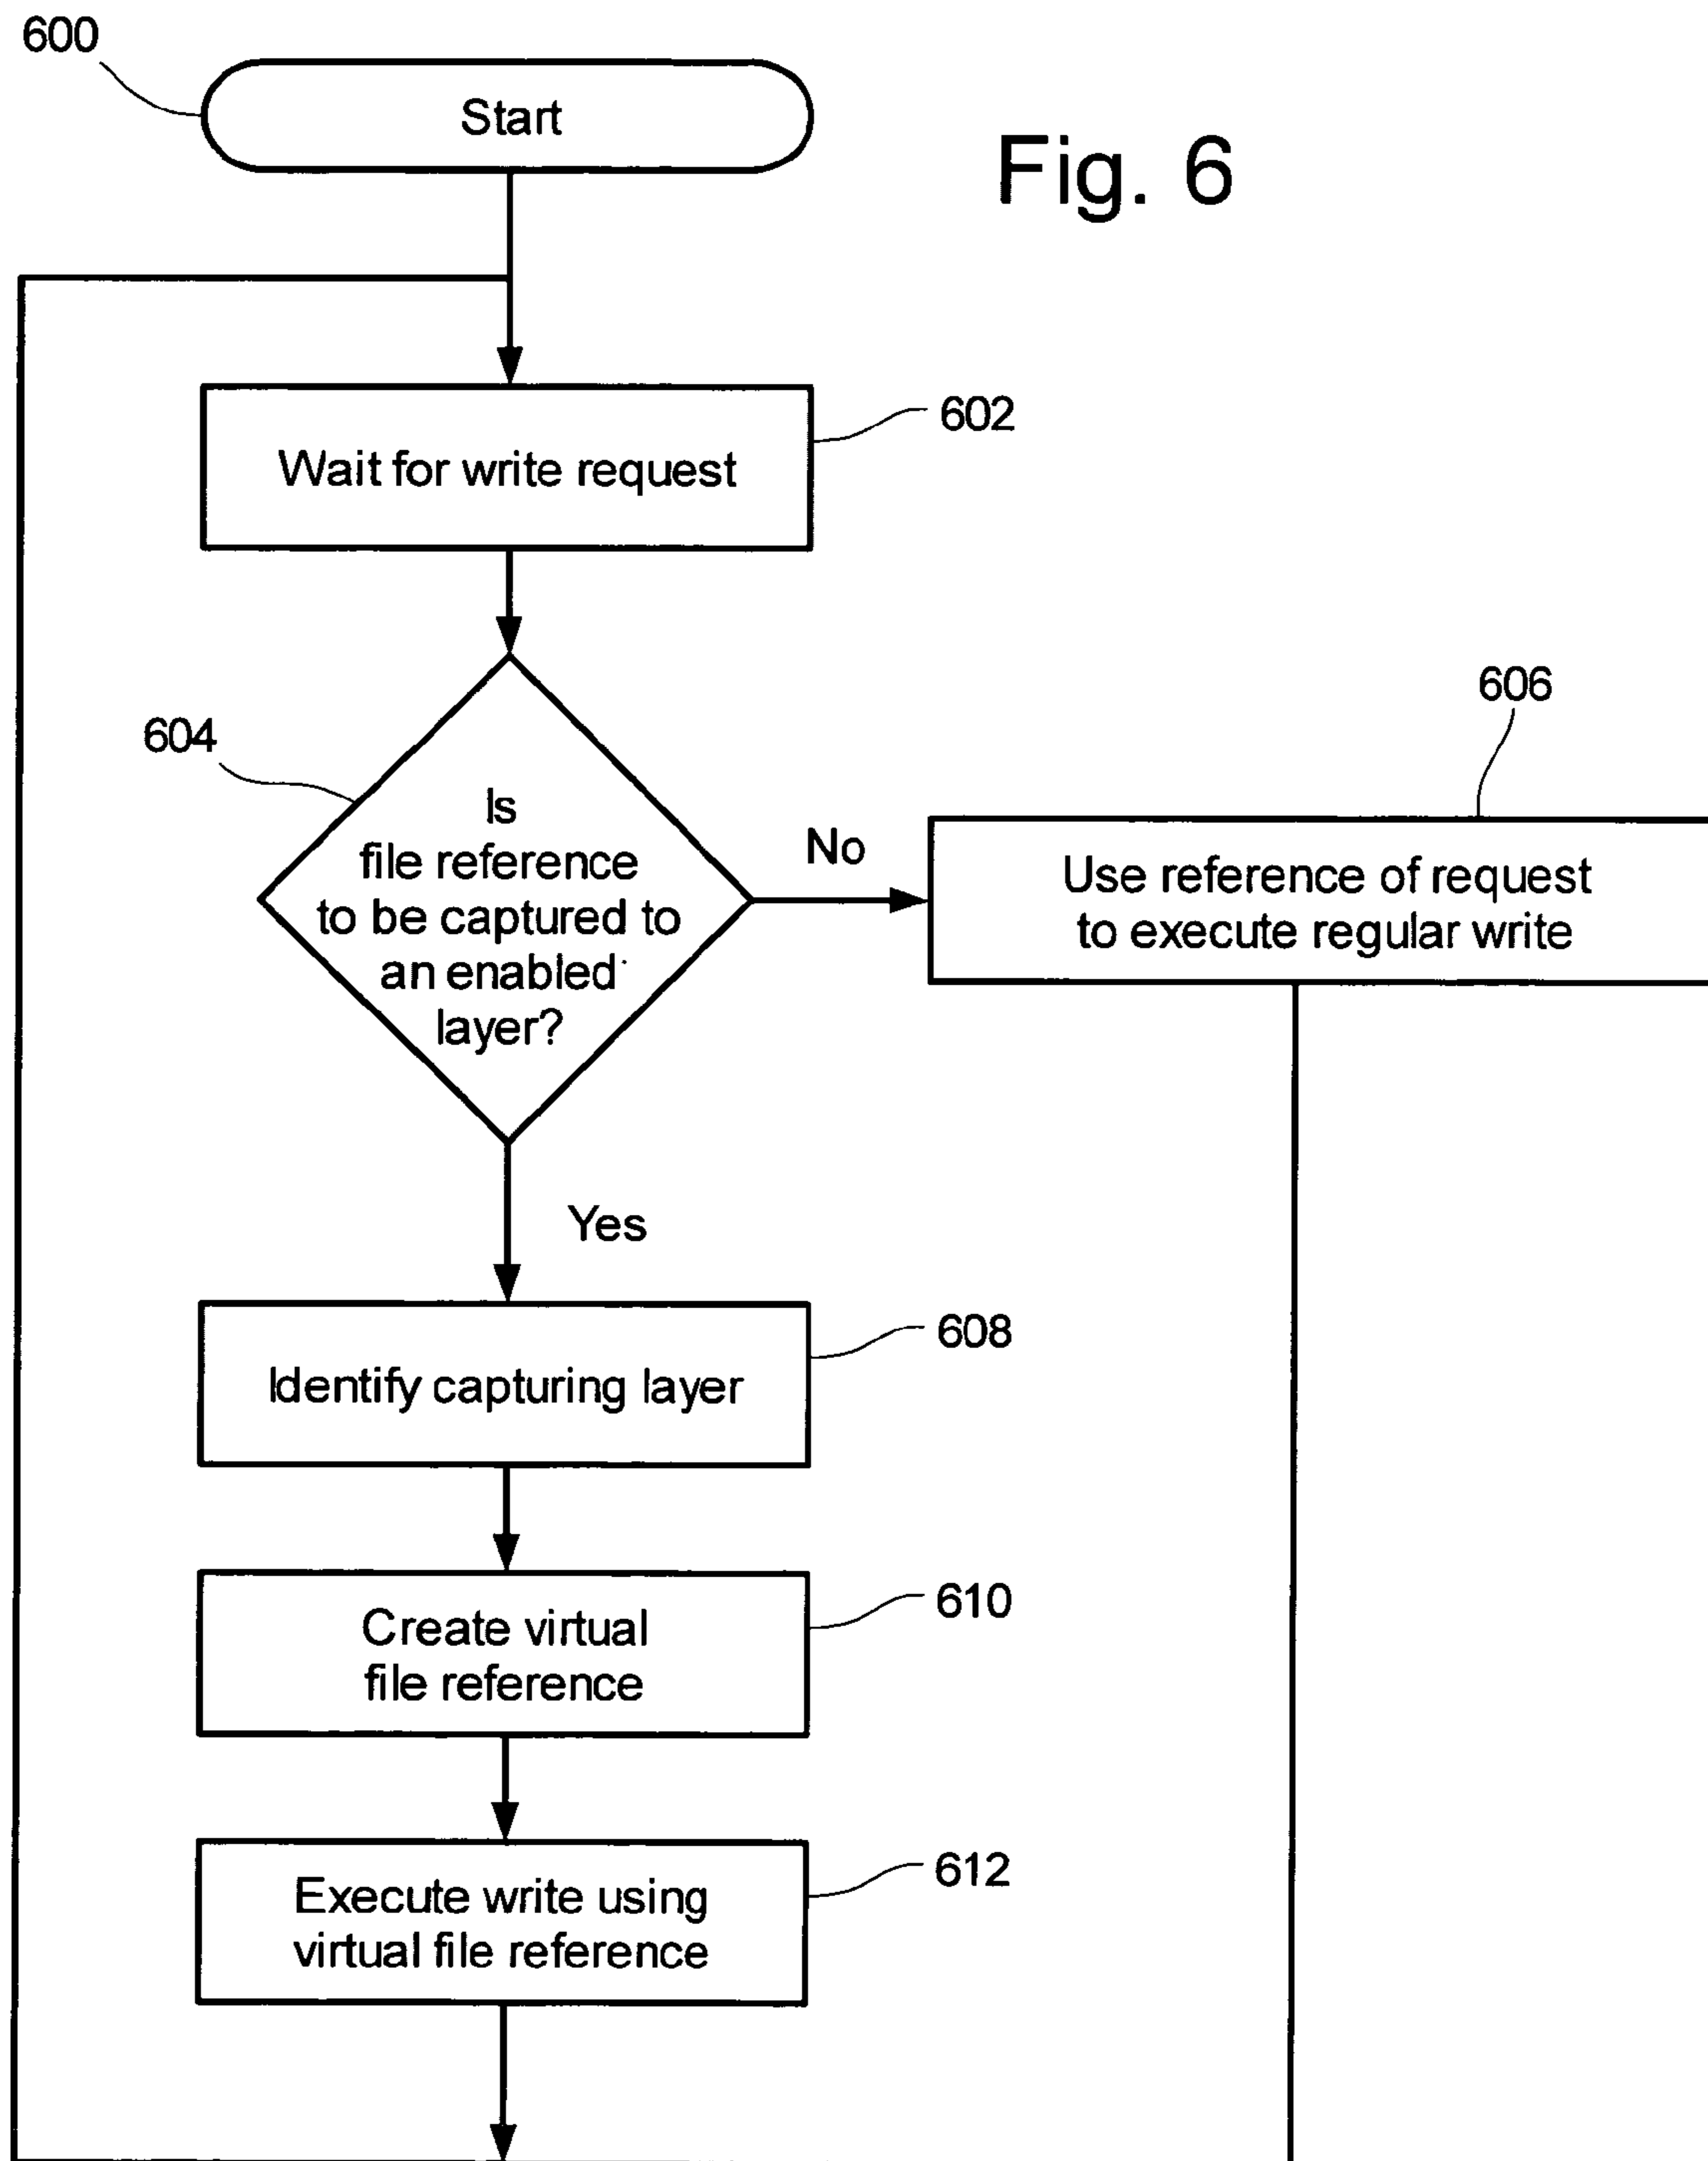 600
Start
Fig. 6
602
Wait for write request
604
Is
file reference
to be captured to
an enabled
layer?
No
606
Use reference of request
to execute regular write
Yes
608
Identify capturing layer
610
Create virtual
file reference
612
Execute write using
virtual file reference